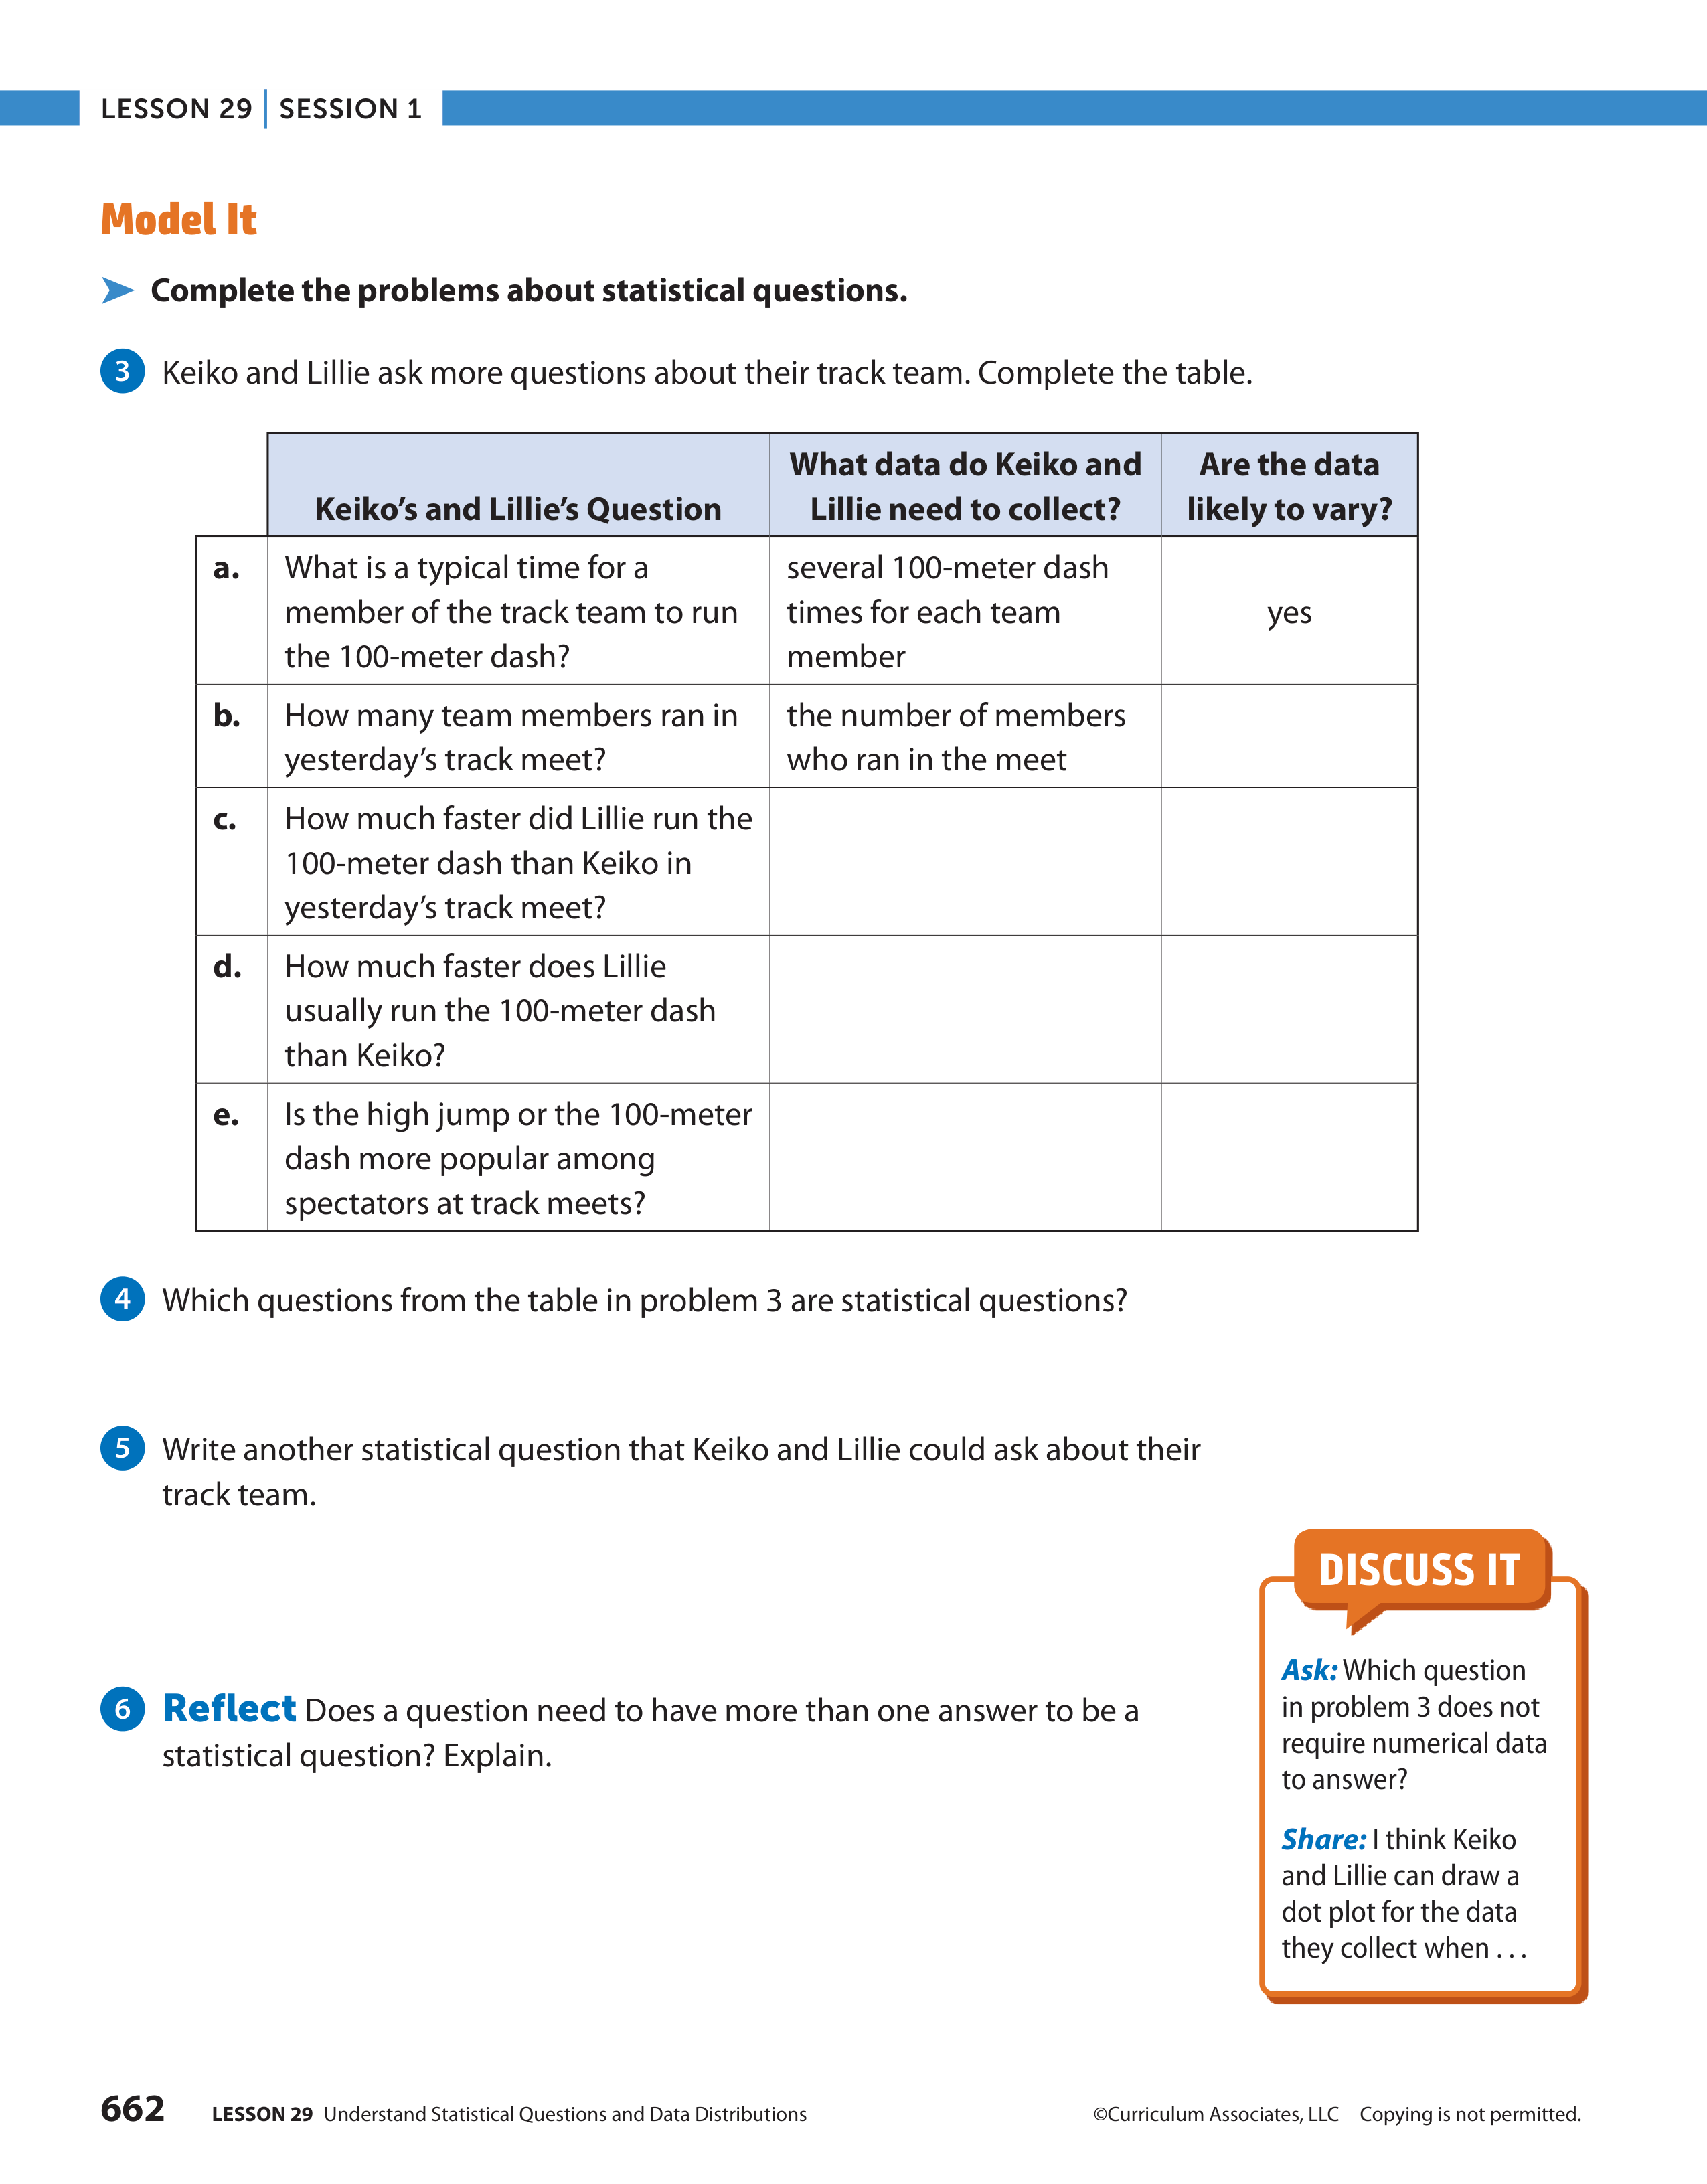 LESSON 29 | SESSION 1
Model It
Complete the problems about statistical questions.
3 Keiko and Lillie ask more questions about their track team. Complete the table.
Keiko’s and Lillie’s Question
What data do Keiko and
Lillie need to collect?
Are the data
likely to vary?
a.
What is a typical time for a
member of the track team to run
the 100-meter dash?
several 100-meter dash
times for each team
member
yes
b.
How many team members ran in
yesterday’s track meet?
the number of members
who ran in the meet
c.
How much faster did Lillie run the
100-meter dash than Keiko in
yesterday’s track meet?
d.
How much faster does Lillie
usually run the 100-meter dash
than Keiko?
e.
Is the high jump or the 100-meter
dash more popular among
spectators at track meets?
4 Which questions from the table in problem 3 are statistical questions?
5 Write another statistical question that Keiko and Lillie could ask about their
track team.
6 Reflect Does a question need to have more than one answer to be a
statistical question? Explain.
DISCUSS IT
Ask: Which question
in problem 3 does not
require numerical data
to answer?
Share: I think Keiko
and Lillie can draw a
dot plot for the data
they collect when . . .
662 LESSON 29 Understand Statistical Questions and Data Distributions
©Curriculum Associates, LLC Copying is not permitted.